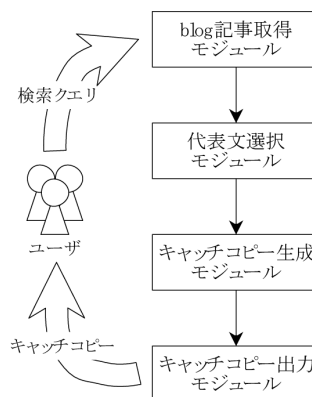 blog記事取得
モジュール
検索クエリ
代表文選択
モジュール
ユーザ
キャッチコピー生成
モジュール
キャッチコピー
キャッチコピー出力
モジュール